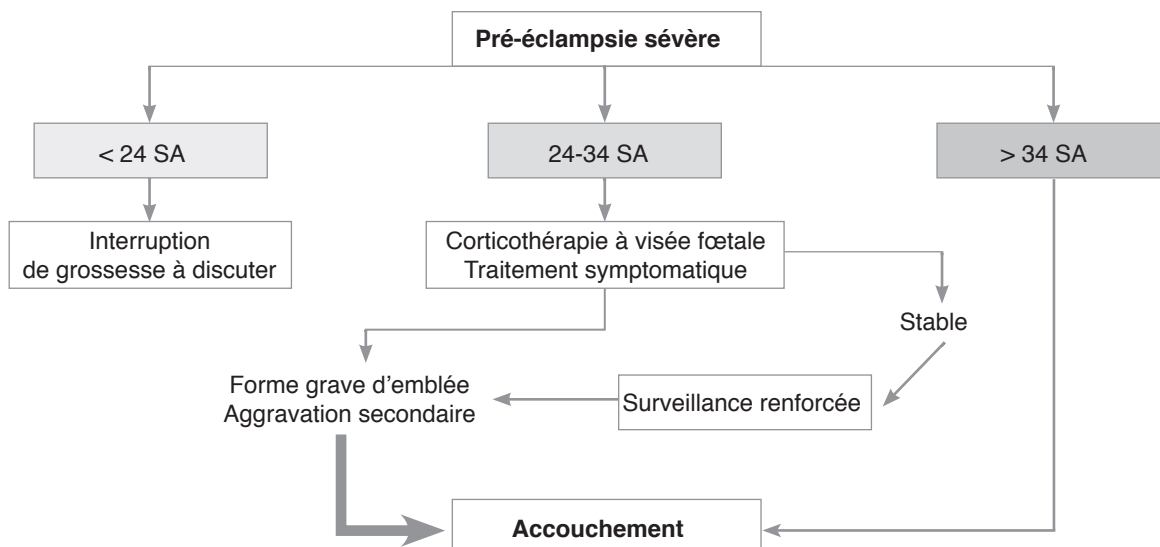 Pré-éclampsie sévère
< 24 SA
24-34 SA
> 34 SA
Interruption
de grossesse à discuter
Corticothérapie à visée fœtale
Traitement symptomatique
Stable
Forme grave d’emblée
Aggravation secondaire
Surveillance renforcée
Accouchement